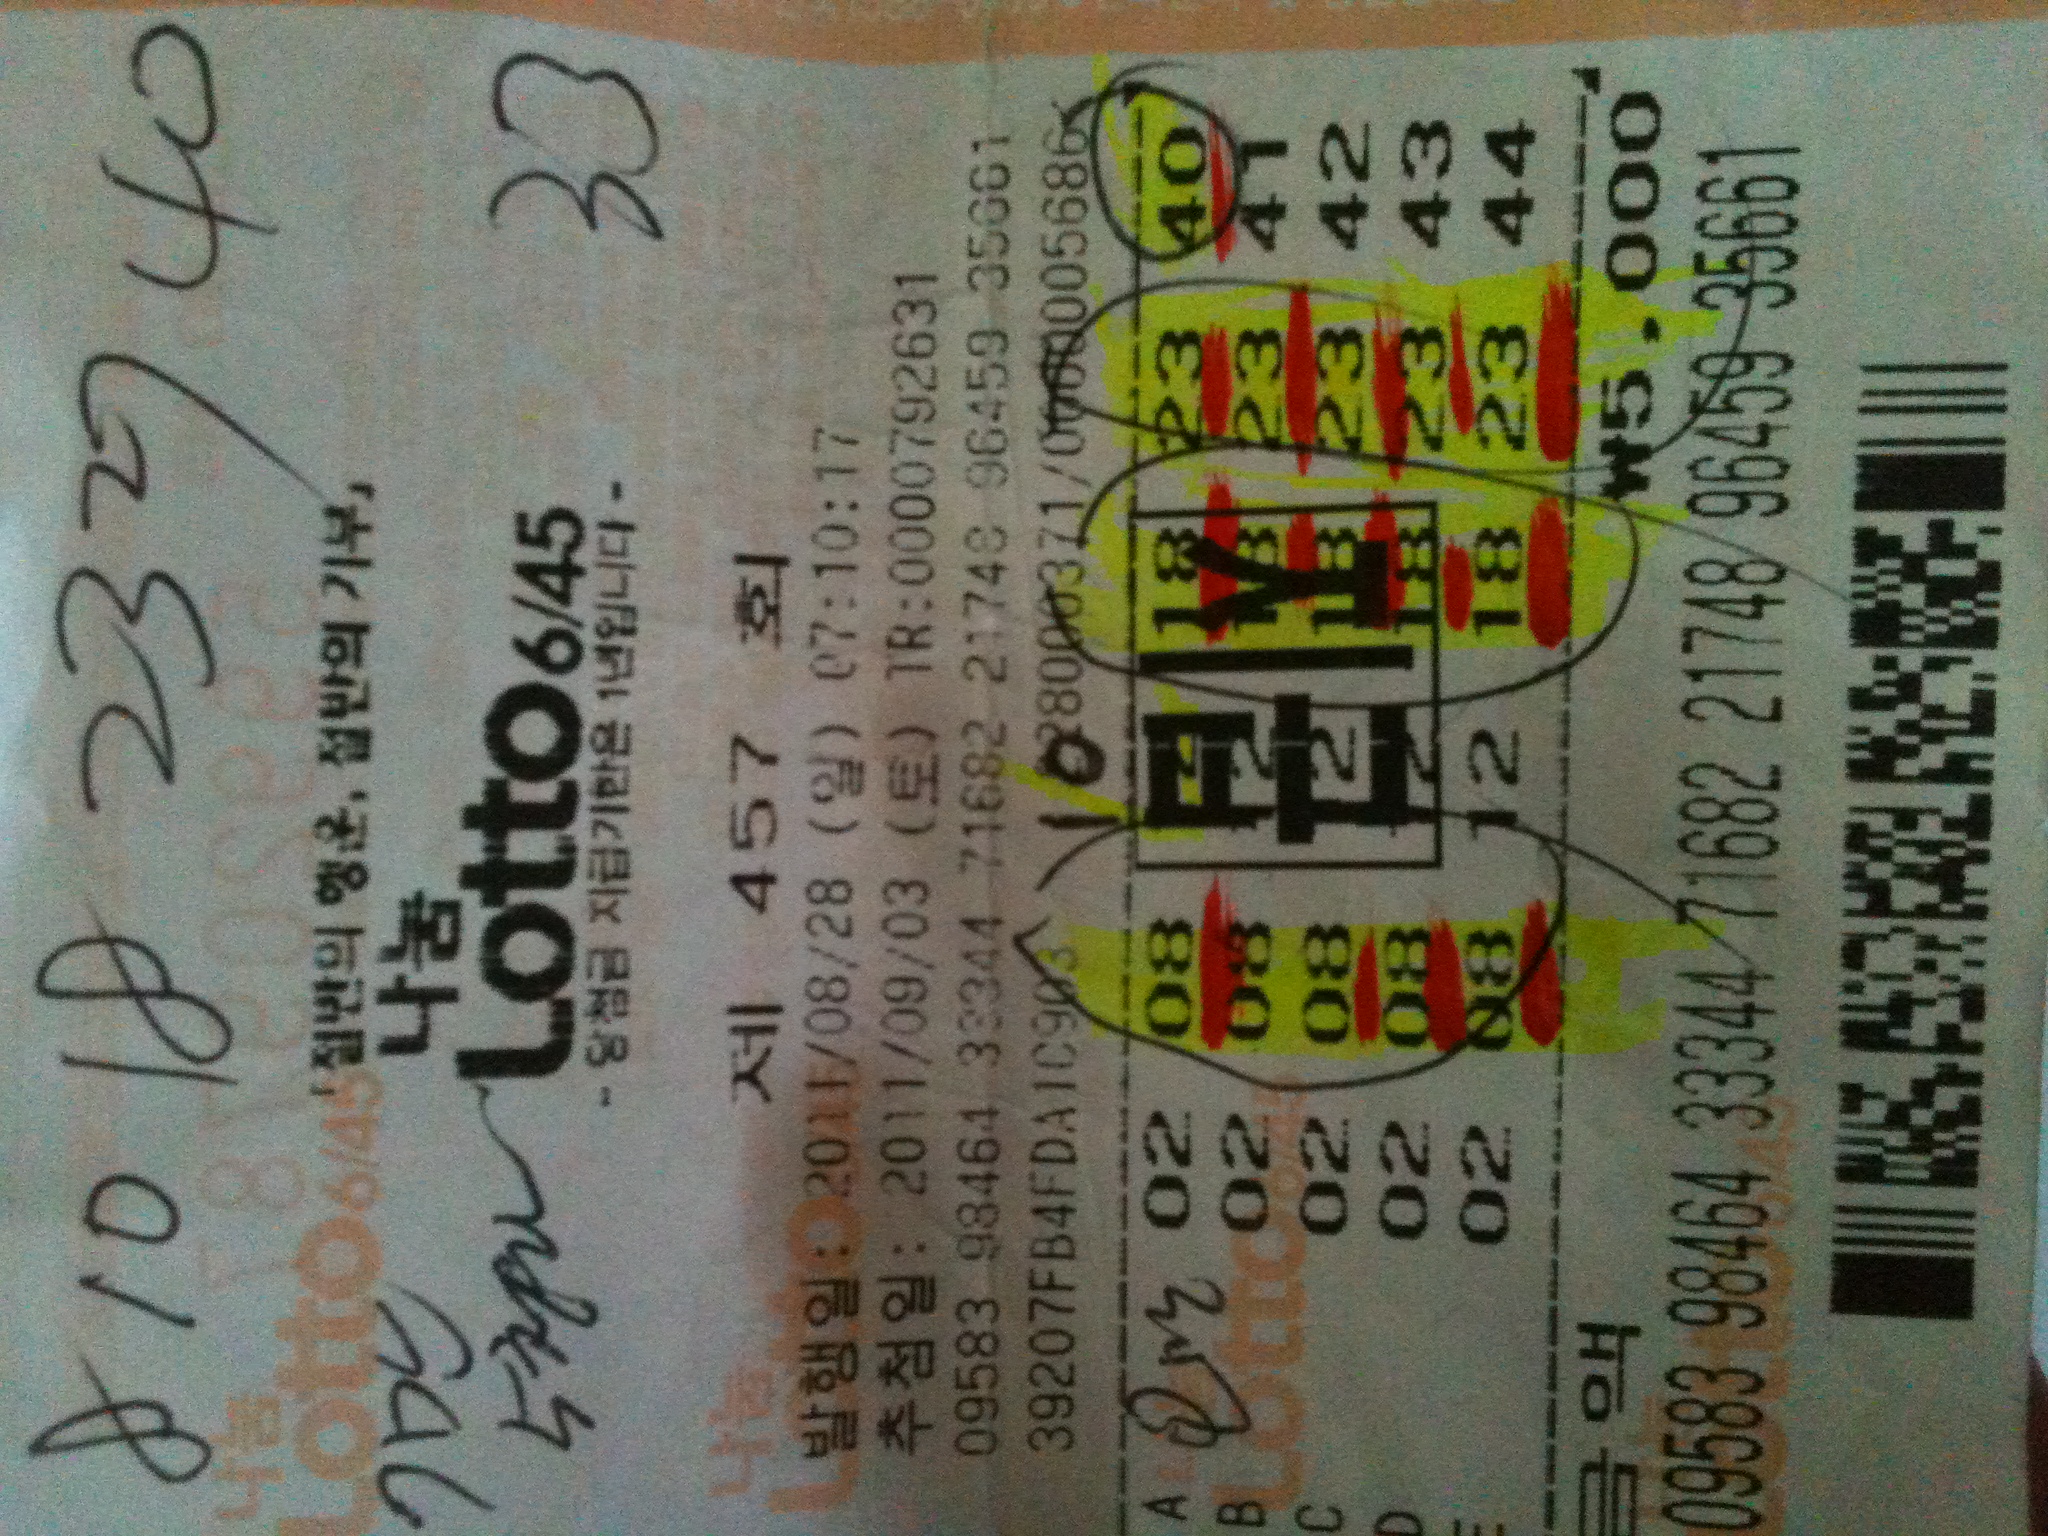 8 10 18 23 27 40
33
「절반의 행운, 절반의 기부」
나눔
Lotto 6/45
- 당첨금 지급기한은 1년입니다 -
제 457 회
발행일 : 2011/08/28 (일) 07:10:17
추첨일 : 2011/09/03 (토) TR:0000792631
09583 98464 33344 71682 21748 96459 35661
10
A 02 08 12 18 23 40
B 02 08 12 18 23 41
C 02 08 12 18 23 42
D 02 08 12 18 23 43
E 02 08 12 18 23 44
금액 ₩5,000
09583 98464 33344 71682 21748 96459 35661